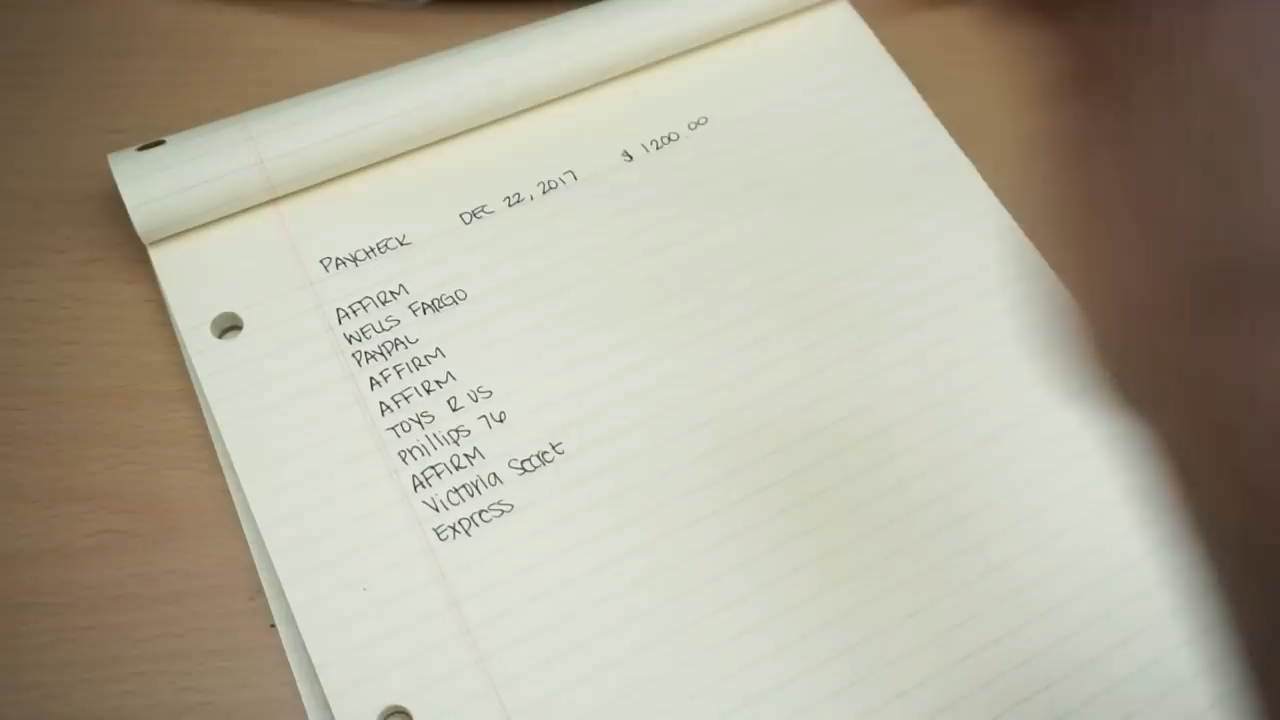 PAYCHECK DEC 22, 2017 $ 1200.00
AFFIRM
WELLS FARGO
PAYPAL
AFFIRM
AFFIRM
TOYS R US
Phillips 76
AFFIRM
Victoria Secret
Express